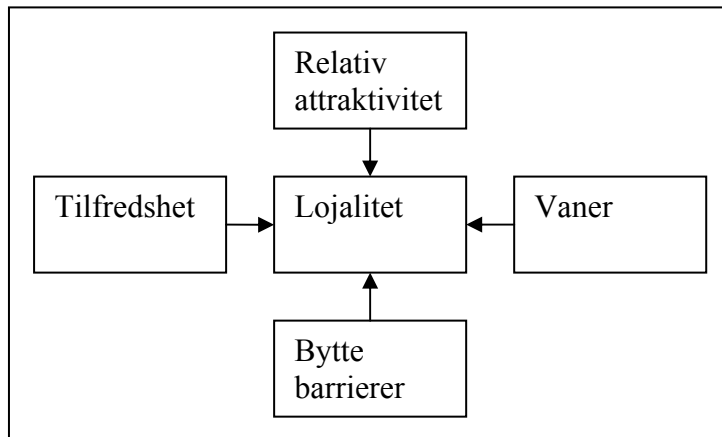 Relativ
attraktivitet
Tilfredshet
Lojalitet
Vaner
Bytte
barrierer